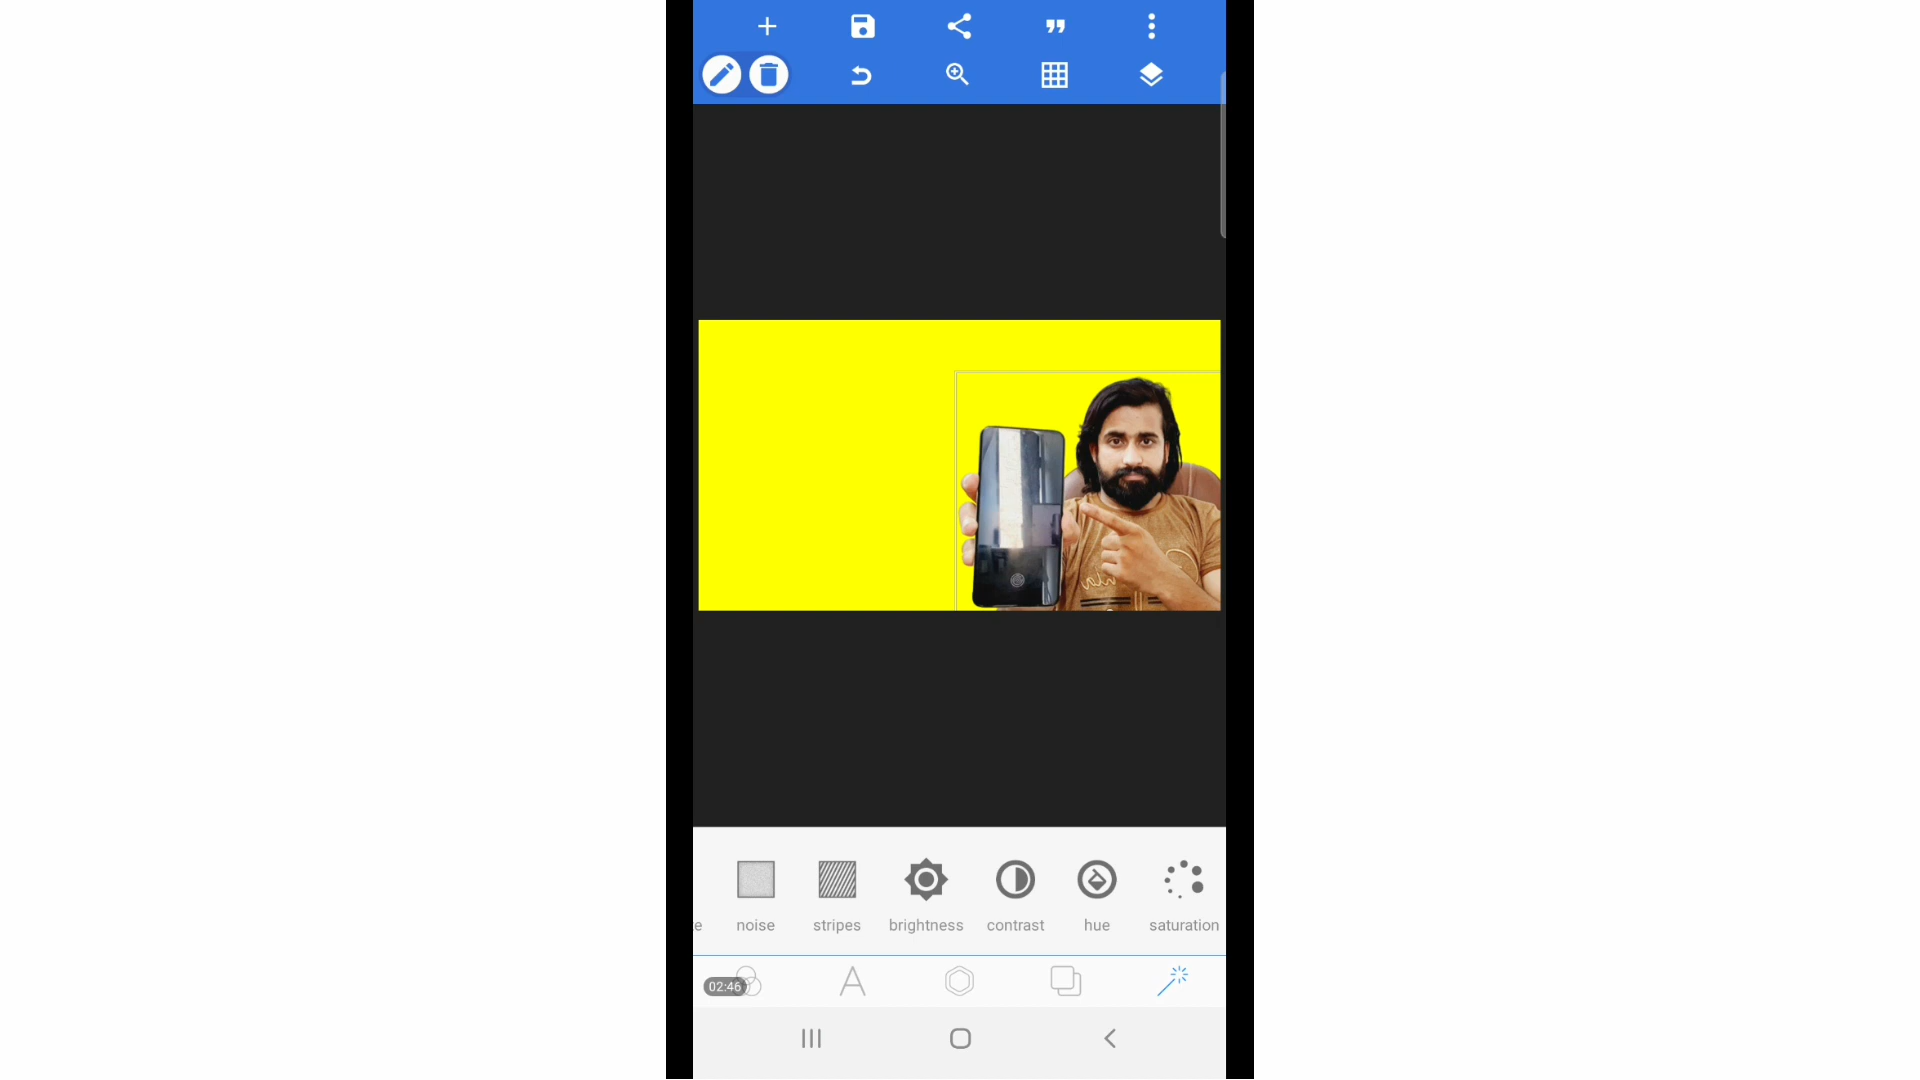 e
noise
stripes
brightness
contrast
hue
saturation
02:46